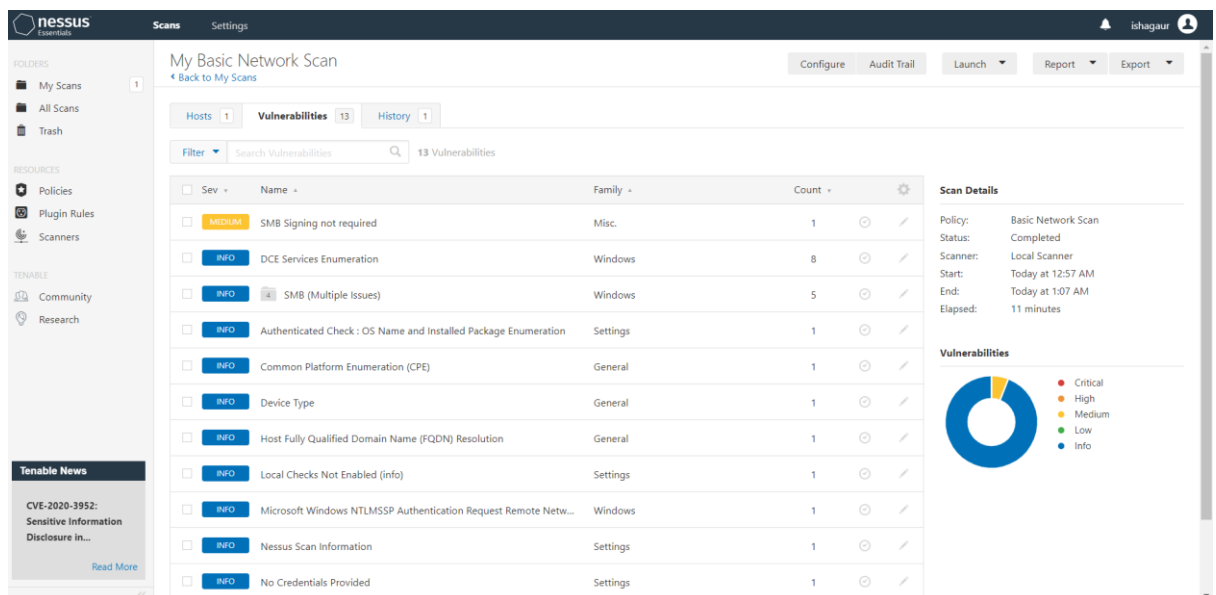 nessus
Essentials
Scans Settings
ishagaur
FOLDERS
My Scans 1
All Scans
Trash
RESOURCES
Policies
Plugin Rules
Scanners
TENABLE
Community
Research
Tenable News
CVE-2020-3952:
Sensitive Information
Disclosure in...
Read More
My Basic Network Scan
Back to My Scans
Configure Audit Trail Launch Report Export
Hosts 1 Vulnerabilities 13 History 1
Filter Search Vulnerabilities 13 Vulnerabilities
Sev Name Family Count
MEDIUM SMB Signing not required Misc. 1
INFO DCE Services Enumeration Windows 8
INFO 4 SMB (Multiple Issues) Windows 5
INFO Authenticated Check : OS Name and Installed Package Enumeration Settings 1
INFO Common Platform Enumeration (CPE) General 1
INFO Device Type General 1
INFO Host Fully Qualified Domain Name (FQDN) Resolution General 1
INFO Local Checks Not Enabled (info) Settings 1
INFO Microsoft Windows NTLMSSP Authentication Request Remote Netw... Windows 1
INFO Nessus Scan Information Settings 1
INFO No Credentials Provided Settings 1
Scan Details
Policy: Basic Network Scan
Status: Completed
Scanner: Local Scanner
Start: Today at 12:57 AM
End: Today at 1:07 AM
Elapsed: 11 minutes
Vulnerabilities
Critical
High
Medium
Low
Info